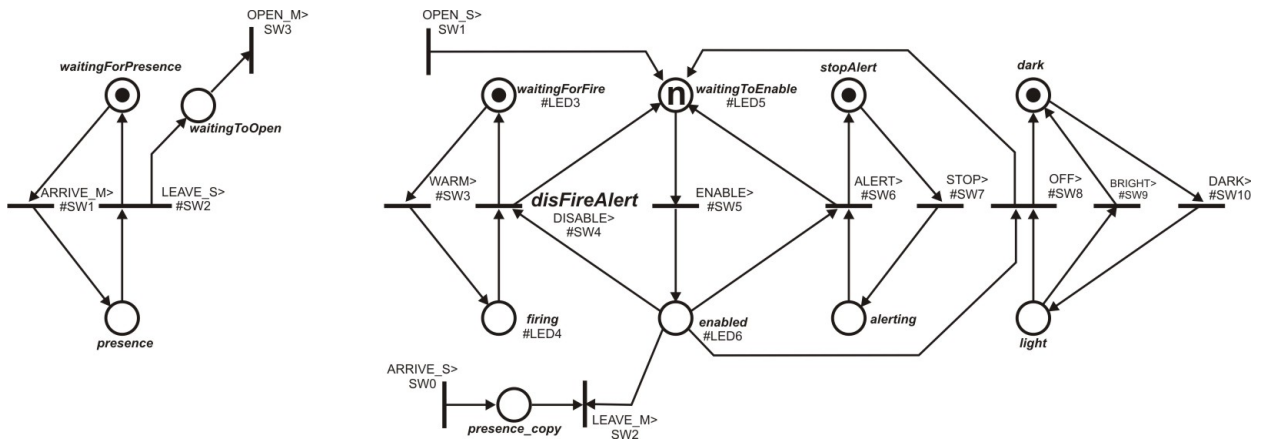 OPEN_M>
SW3
waitingForPresence
waitingToOpen
ARRIVE_M>
#SW1
LEAVE_S>
#SW2
presence
OPEN_S>
SW1
waitingForFire
#LED3
n
waitingToEnable
#LED5
stopAlert
dark
WARM>
#SW3
disFireAlert
DISABLE>
#SW4
ENABLE>
#SW5
ALERT>
#SW6
STOP>
#SW7
OFF>
#SW8
BRIGHT>
#SW9
DARK>
#SW10
firing
#LED4
enabled
#LED6
alerting
light
ARRIVE_S>
SW0
presence_copy
LEAVE_M>
SW2